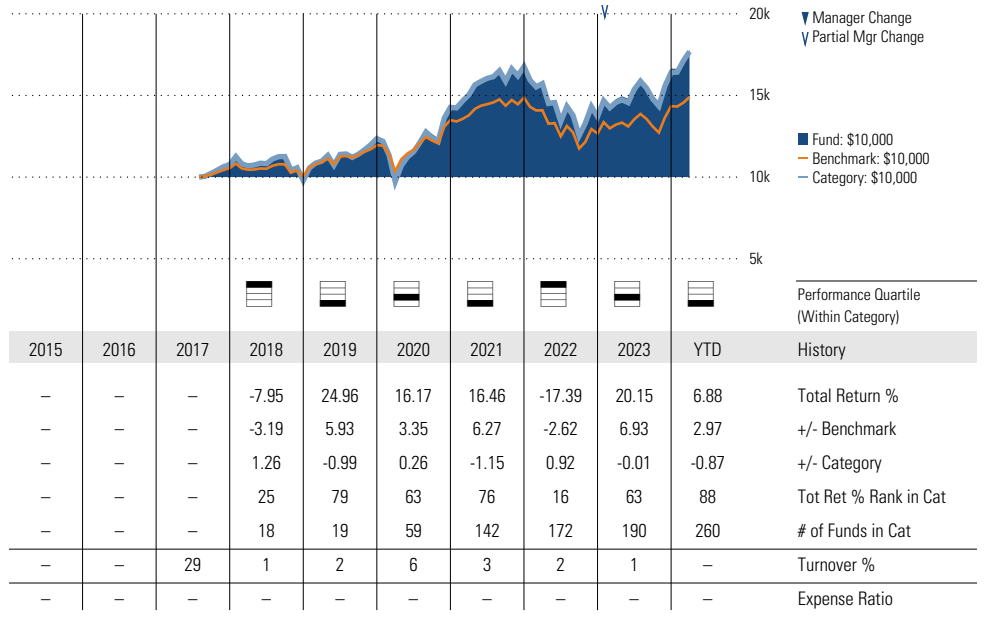 20k
Manager Change
Partial Mgr Change
15k
Fund: $10,000
Benchmark: $10,000
Category: $10,000
10k
5k
Performance Quartile
(Within Category)
2015 2016 2017 2018 2019 2020 2021 2022 2023 YTD History
– – – -7.95 24.96 16.17 16.46 -17.39 20.15 6.88 Total Return %
– – – -3.19 5.93 3.35 6.27 -2.62 6.93 2.97 +/- Benchmark
– – – 1.26 -0.99 0.26 -1.15 0.92 -0.01 -0.87 +/- Category
– – – 25 79 63 76 16 63 88 Tot Ret % Rank in Cat
– – – 18 19 59 142 172 190 260 # of Funds in Cat
– – 29 1 2 6 3 2 1 – Turnover %
– – – – – – – – – – Expense Ratio